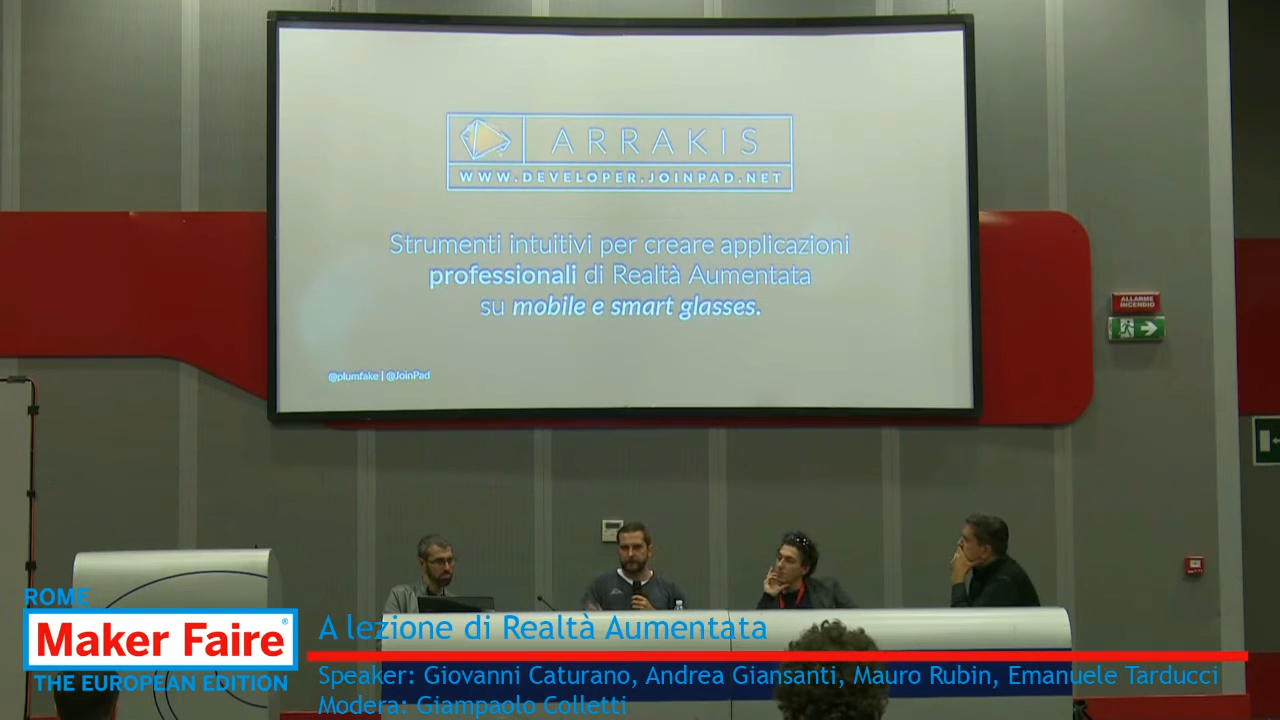 ARRAKIS
WWW.DEVELOPER.JOINPAD.NET
Strumenti intuitivi per creare applicazioni
professionali di Realtà Aumentata
su mobile e smart glasses.
@plumfake | @JoinPad
ALLARME
INCENDIO
ROME
Maker Faire®
THE EUROPEAN EDITION
A lezione di Realtà Aumentata
Speaker: Giovanni Caturano, Andrea Giansanti, Mauro Rubin, Emanuele Tarducci
Modera: Giampaolo Colletti